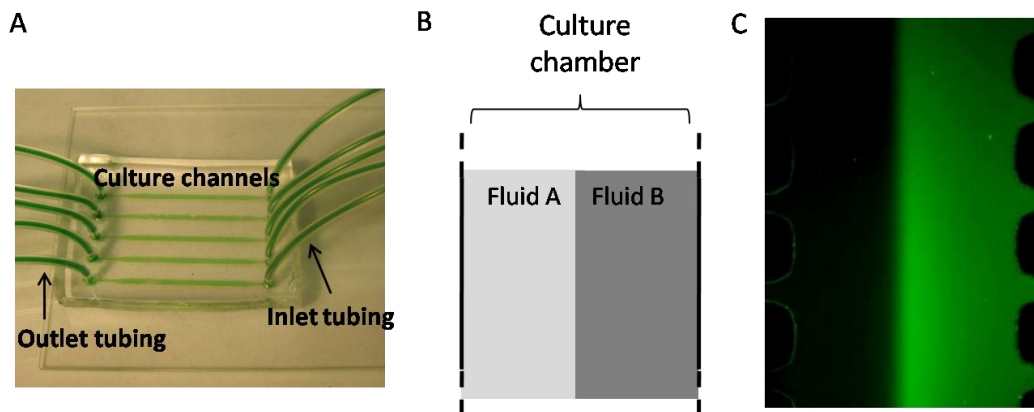 A
Culture channels
Outlet tubing
Inlet tubing
B
Culture
chamber
Fluid A
Fluid B
C